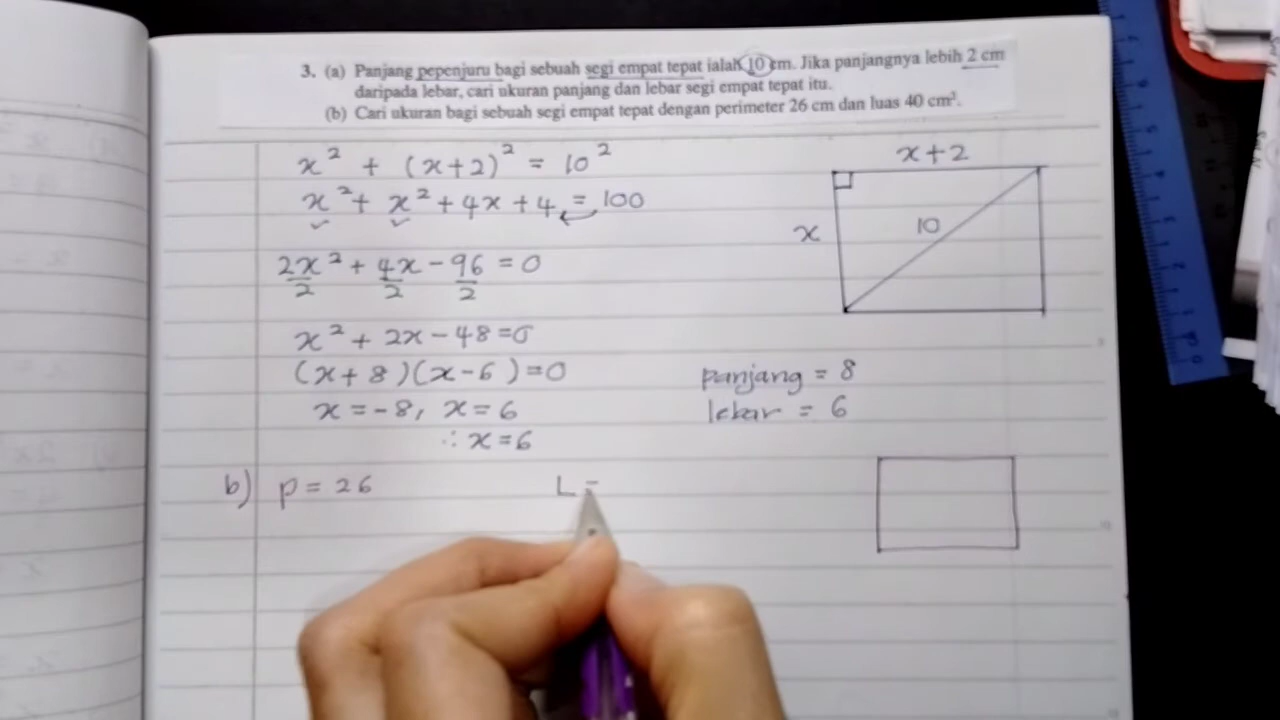 3. (a) Panjang pepenjuru bagi sebuah segi empat tepat ialah 10 cm. Jika panjangnya lebih 2 cm
daripada lebar, cari ukuran panjang dan lebar segi empat tepat itu.
(b) Cari ukuran bagi sebuah segi empat tepat dengan perimeter 26 cm dan luas 40 cm².
x² + (x+2)² = 10²
x² + x² + 4x + 4 = 100
2x²/2 + 4x/2 - 96/2 = 0
x² + 2x - 48 = 0
(x+8)(x-6) = 0
x = -8, x = 6
∴ x = 6
x+2
x
10
panjang = 8
lebar = 6
b) p = 26 L =